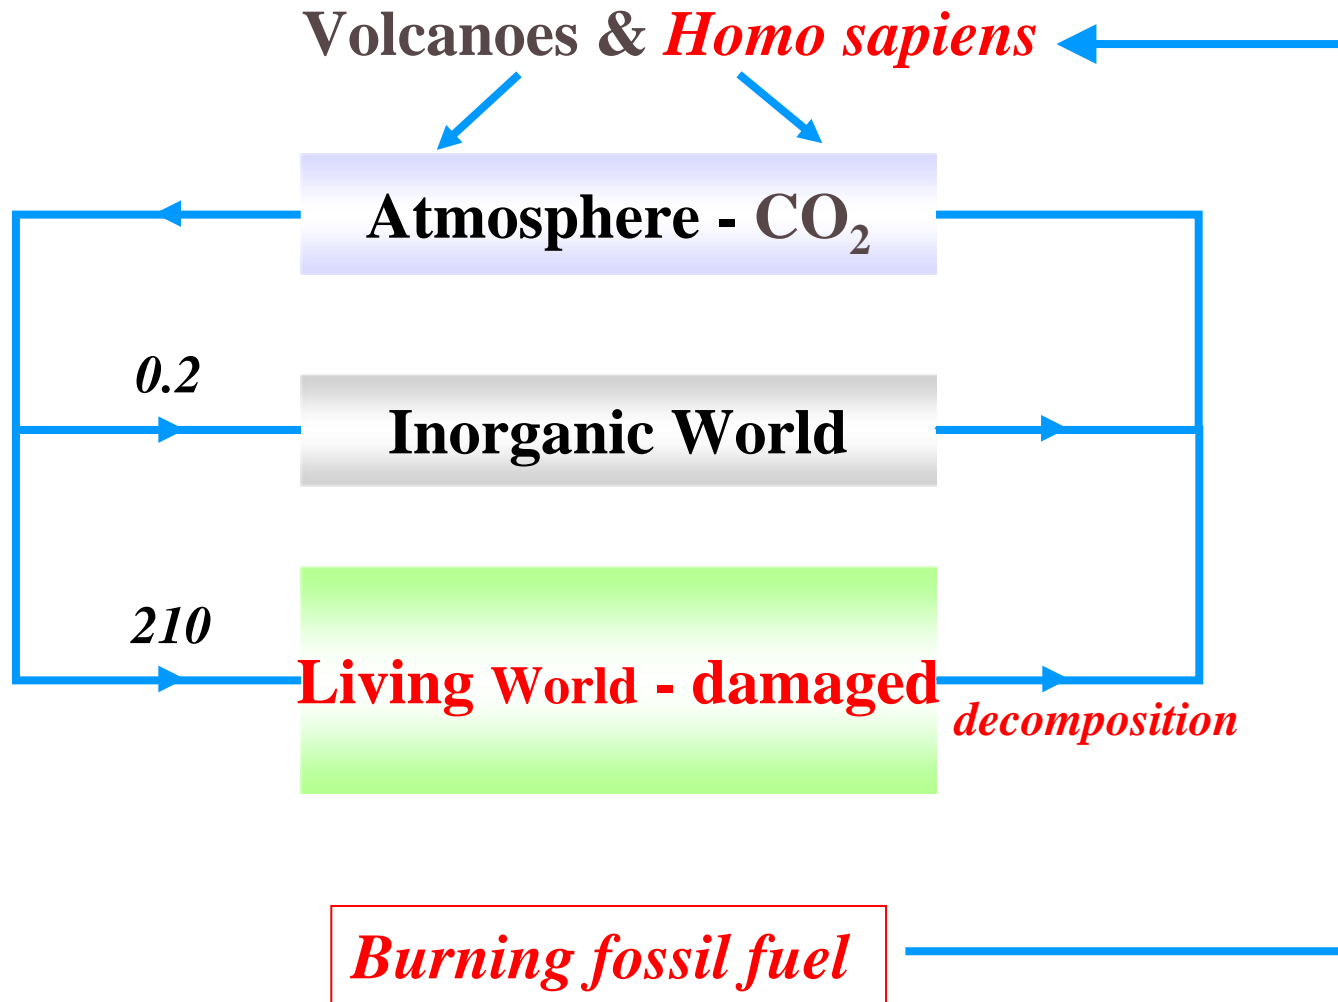 Volcanoes & Homo sapiens
Atmosphere - CO₂
0.2
Inorganic World
210
Living World - damaged
decomposition
Burning fossil fuel